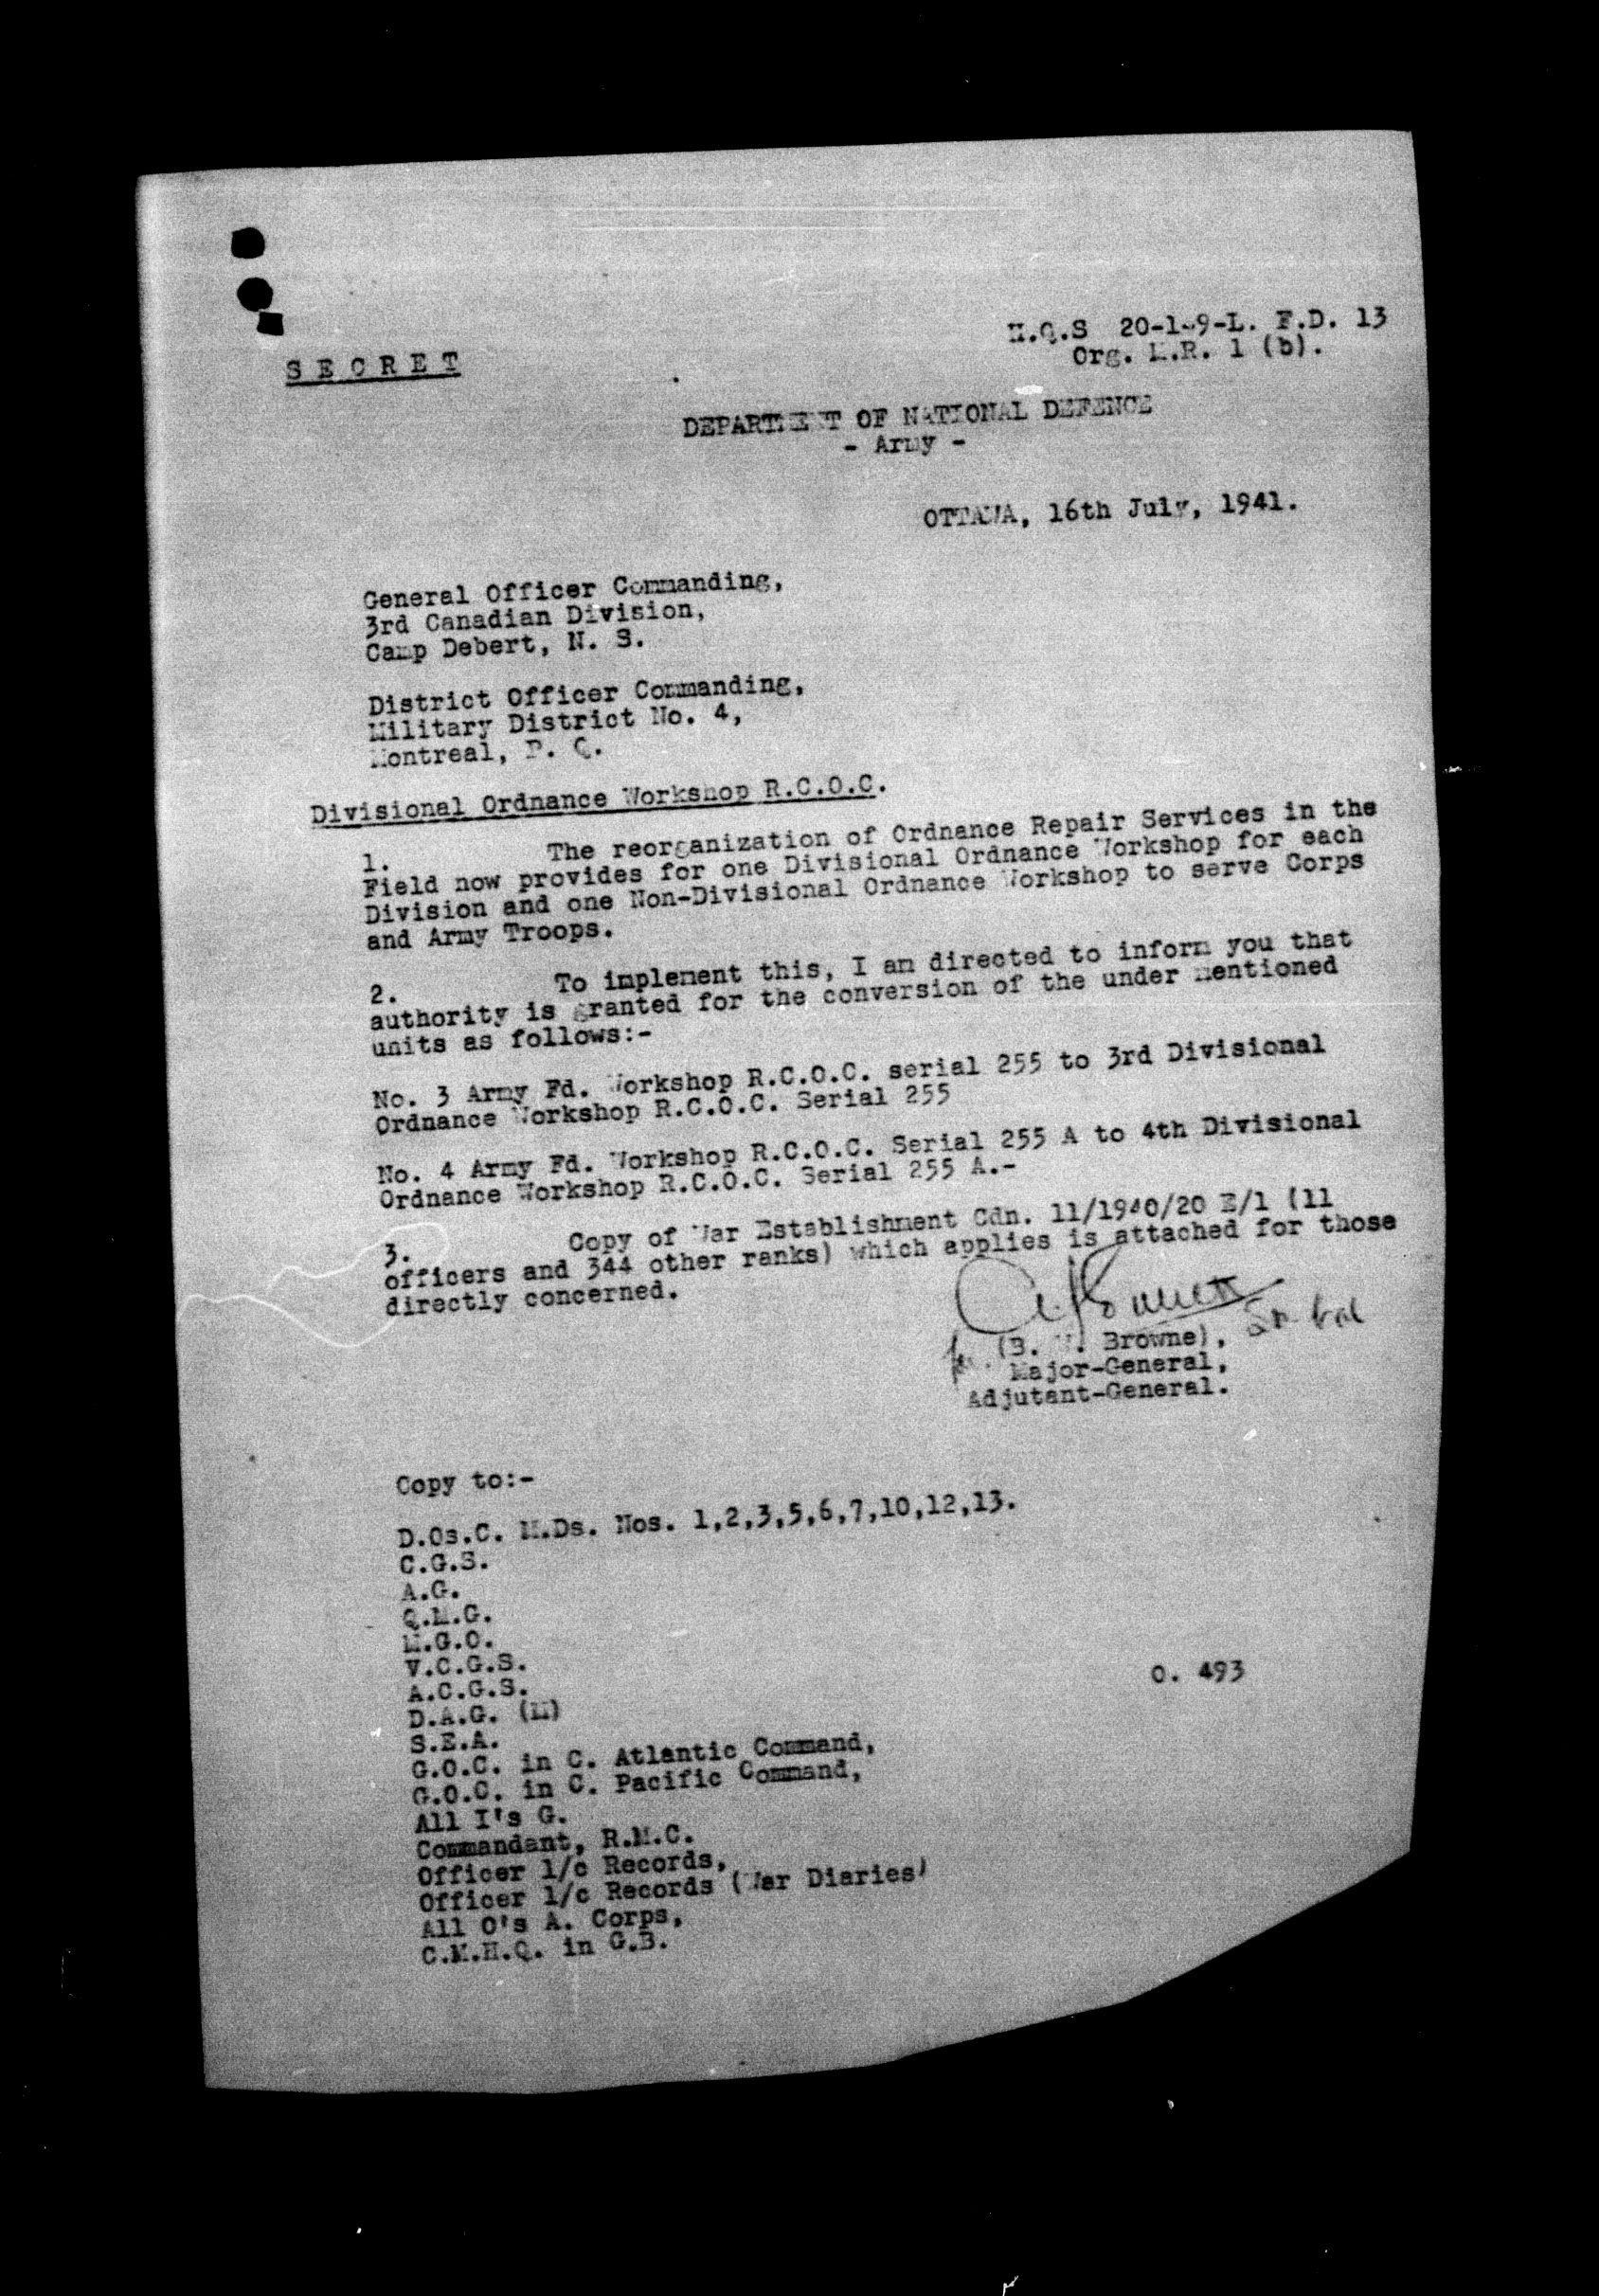 H.Q.S 20-1-9-L. F.D. 13
Org. M.R. 1 (b).
SECRET
DEPARTMENT OF NATIONAL DEFENCE
- Army -
OTTAWA, 16th July, 1941.
General Officer Commanding,
3rd Canadian Division,
Camp Debert, N. S.
District Officer Commanding,
Military District No. 4,
Montreal, P. Q.
Divisional Ordnance Workshop R.C.O.C.
1. The reorganization of Ordnance Repair Services in the
Field now provides for one Divisional Ordnance Workshop for each
Division and one Non-Divisional Ordnance Workshop to serve Corps
and Army Troops.
2. To implement this, I am directed to inform you that
authority is granted for the conversion of the under mentioned
units as follows:-
No. 3 Army Fd. Workshop R.C.O.C. serial 255 to 3rd Divisional
Ordnance Workshop R.C.O.C. Serial 255
No. 4 Army Fd. Workshop R.C.O.C. Serial 255 A to 4th Divisional
Ordnance Workshop R.C.O.C. Serial 255 A.-
3. Copy of War Establishment Cdn. 11/1940/20 E/1 (11
officers and 344 other ranks) which applies is attached for those
directly concerned.
for (B. W. Browne),
Major-General,
Adjutant-General.
Copy to:-
D.Os.C. M.Ds. Nos. 1,2,3,5,6,7,10,12,13.
C.G.S.
A.G.
Q.M.G.
M.G.O.
V.C.G.S.
A.C.G.S.
D.A.G. (M)
S.E.A.
G.O.C. in C. Atlantic Command,
G.O.C. in C. Pacific Command,
All I's G.
Commandant, R.M.C.
Officer 1/c Records,
Officer 1/c Records (War Diaries)
All O's A. Corps,
C.M.H.Q. in G.B.
O. 493